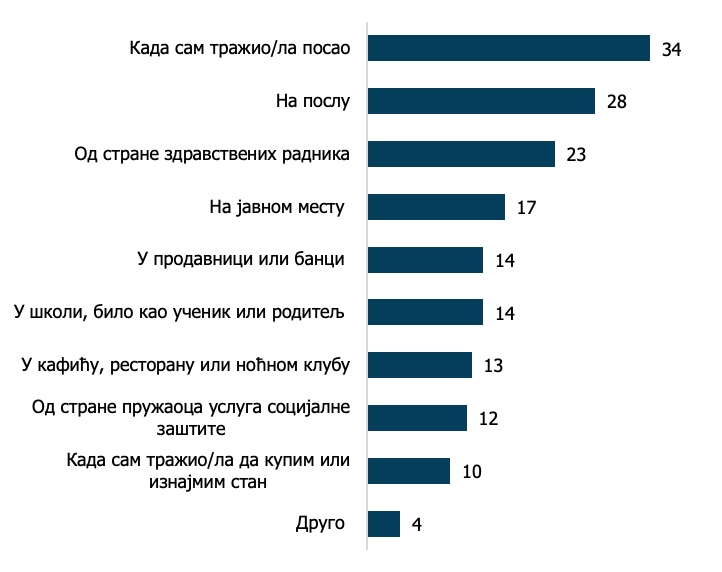 Када сам тражио/ла посао 34
На послу 28
Од стране здравствених радника 23
На јавном месту 17
У продавници или банци 14
У школи, било као ученик или родитељ 14
У кафићу, ресторану или ноћном клубу 13
Од стране пружаоца услуга социјалне
заштите 12
Када сам тражио/ла да купим или
изнајмим стан 10
Друго 4